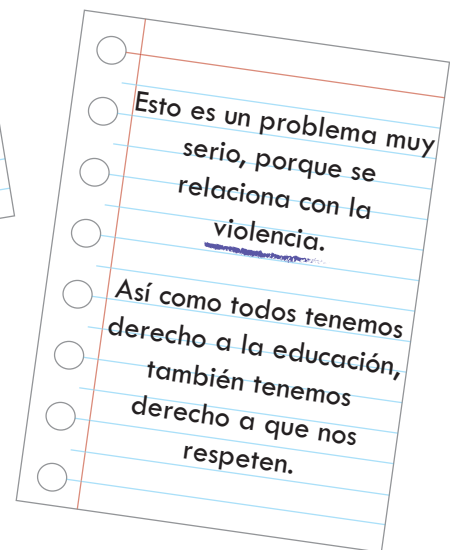 Esto es un problema muy
serio, porque se
relaciona con la
violencia.
Así como todos tenemos
derecho a la educación,
también tenemos
derecho a que nos
respeten.